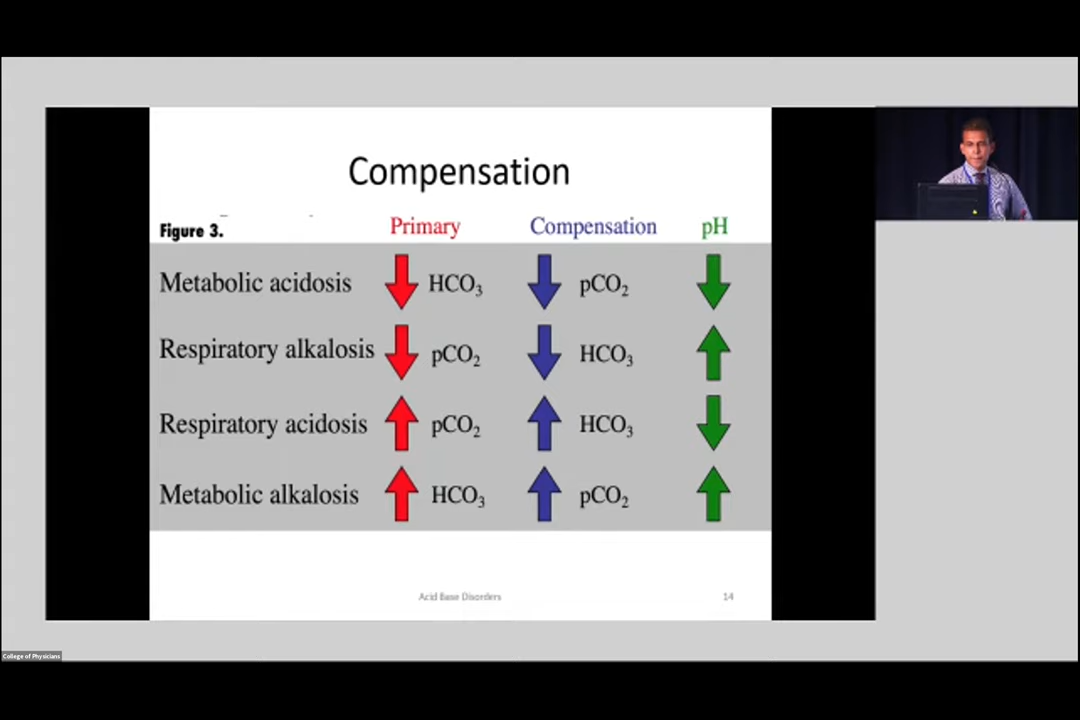 Compensation
Figure 3. Primary Compensation pH
Metabolic acidosis HCO₃ pCO₂
Respiratory alkalosis pCO₂ HCO₃
Respiratory acidosis pCO₂ HCO₃
Metabolic alkalosis HCO₃ pCO₂
Acid Base Disorders 14
College of Physicians